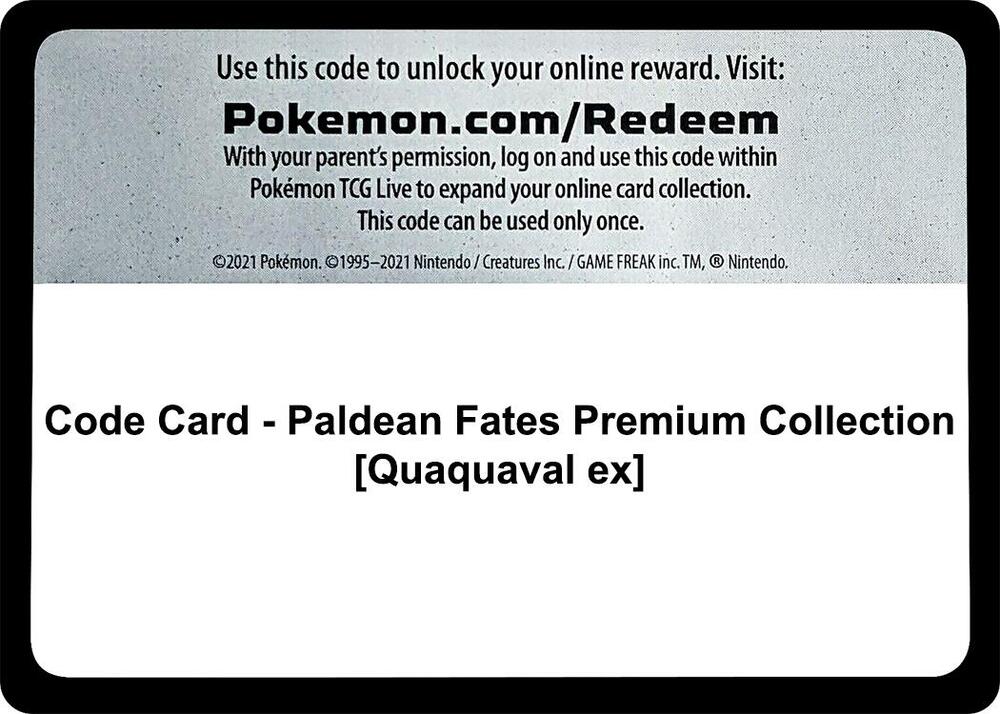 Use this code to unlock your online reward. Visit:
Pokemon.com/Redeem
With your parent's permission, log on and use this code within
Pokémon TCG Live to expand your online card collection.
This code can be used only once.
©2021 Pokémon. ©1995–2021 Nintendo / Creatures Inc. / GAME FREAK inc. TM, ® Nintendo.
Code Card - Paldean Fates Premium Collection
[Quaquaval ex]